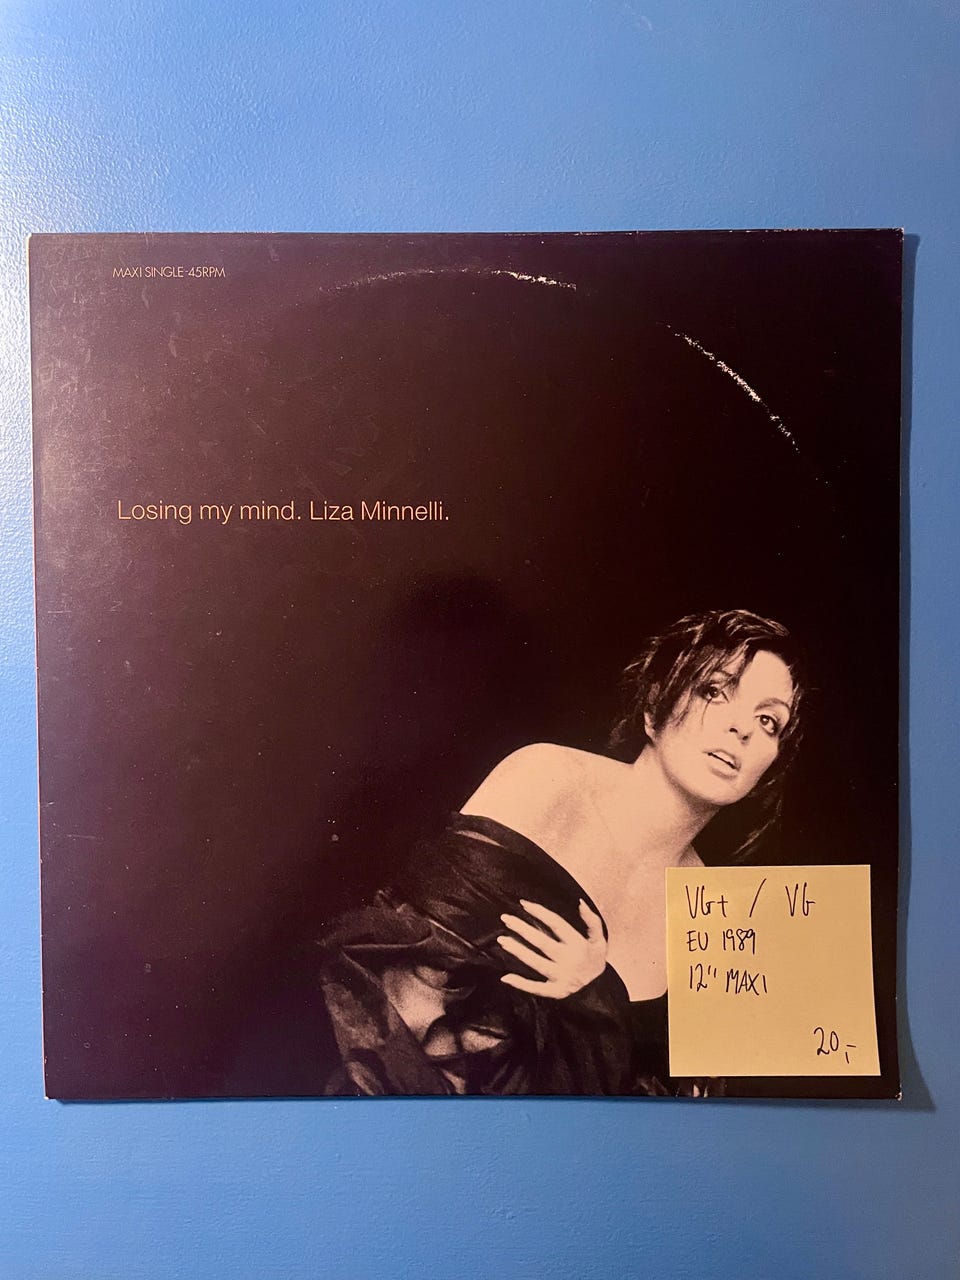 MAXI SINGLE-45RPM
Losing my mind. Liza Minnelli.
VG+ / VG
EU 1989
12" MAXI
20,-